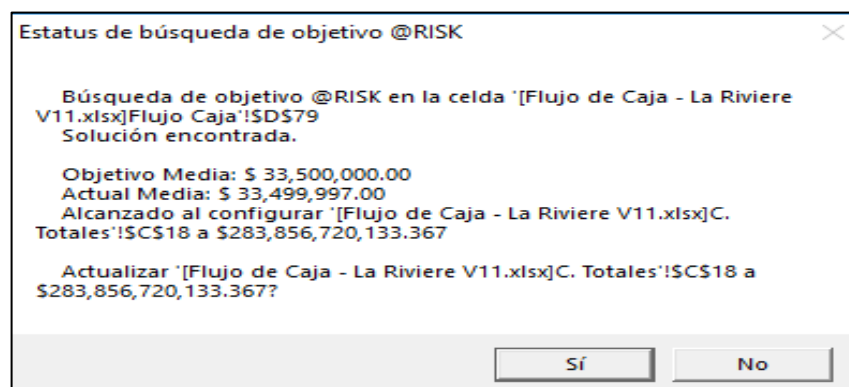 Estatus de búsqueda de objetivo @RISK
Búsqueda de objetivo @RISK en la celda '[Flujo de Caja - La Riviere
V11.xlsx]Flujo Caja'!$D$79
Solución encontrada.
Objetivo Media: $ 33,500,000.00
Actual Media: $ 33,499,997.00
Alcanzado al configurar '[Flujo de Caja - La Riviere V11.xlsx]C.
Totales'!$C$18 a $283,856,720,133.367
Actualizar '[Flujo de Caja - La Riviere V11.xlsx]C. Totales'!$C$18 a
$283,856,720,133.367?
Sí No